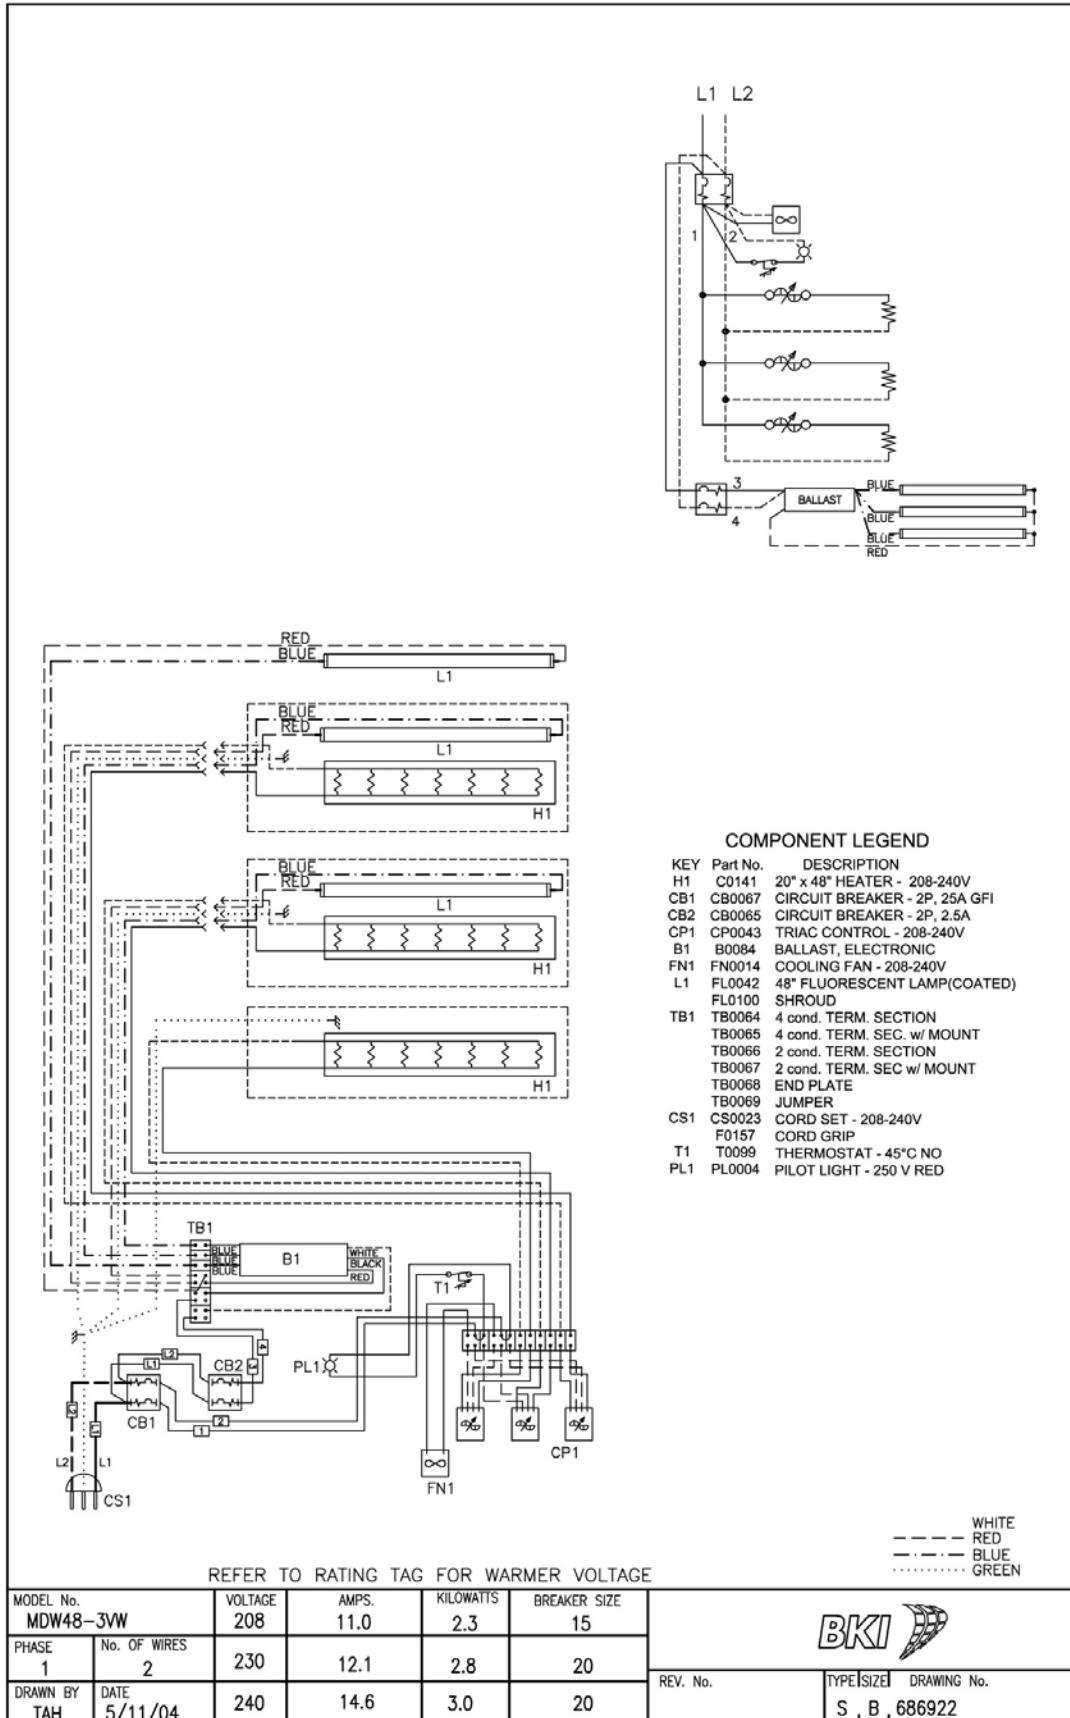 L1 L2
1 2
3
BALLAST
BLUE
4
BLUE
BLUE
RED
RED
BLUE
L1
BLUE
RED
L1
H1
BLUE
RED
L1
H1
H1
COMPONENT LEGEND
KEY Part No. DESCRIPTION
H1 C0141 20" x 48" HEATER - 208-240V
CB1 CB0067 CIRCUIT BREAKER - 2P, 25A GFI
CB2 CB0065 CIRCUIT BREAKER - 2P, 2.5A
CP1 CP0043 TRIAC CONTROL - 208-240V
B1 B0084 BALLAST, ELECTRONIC
FN1 FN0014 COOLING FAN - 208-240V
L1 FL0042 48" FLUORESCENT LAMP(COATED)
FL0100 SHROUD
TB1 TB0064 4 cond. TERM. SECTION
TB0065 4 cond. TERM. SEC. w/ MOUNT
TB0066 2 cond. TERM. SECTION
TB0067 2 cond. TERM. SEC w/ MOUNT
TB0068 END PLATE
TB0069 JUMPER
CS1 CS0023 CORD SET - 208-240V
F0157 CORD GRIP
T1 T0099 THERMOSTAT - 45°C NO
PL1 PL0004 PILOT LIGHT - 250 V RED
TB1
BLUE
BLUE
BLUE
B1
WHITE
BLACK
RED
T1
4
3
L2
L1
CB2
PL1
CB1
2
1
L2
L1
L2 L1
CS1
FN1
CP1
WHITE
RED
BLUE
GREEN
REFER TO RATING TAG FOR WARMER VOLTAGE
MODEL No. VOLTAGE AMPS. KILOWATTS BREAKER SIZE
MDW48-3VW 208 11.0 2.3 15
PHASE No. OF WIRES
1 2 230 12.1 2.8 20
DRAWN BY DATE
TAH 5/11/04 240 14.6 3.0 20
BKI
REV. No. TYPE SIZE DRAWING No.
S , B , 686922